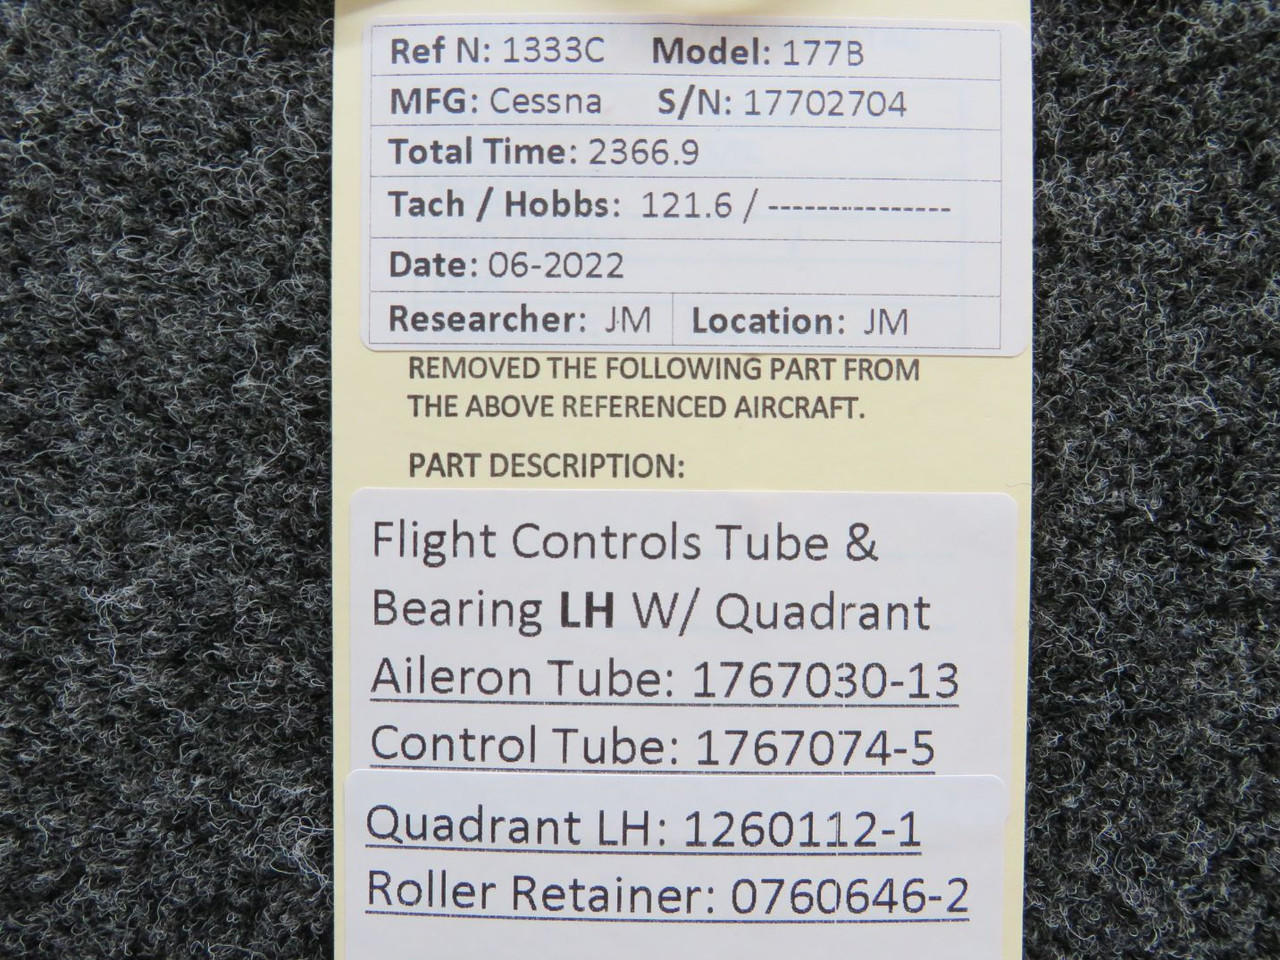 Ref N: 1333C Model: 177B
MFG: Cessna S/N: 17702704
Total Time: 2366.9
Tach / Hobbs: 121.6 / ---------------
Date: 06-2022
Researcher: JM Location: JM
REMOVED THE FOLLOWING PART FROM
THE ABOVE REFERENCED AIRCRAFT.
PART DESCRIPTION:
Flight Controls Tube &
Bearing LH W/ Quadrant
Aileron Tube: 1767030-13
Control Tube: 1767074-5
Quadrant LH: 1260112-1
Roller Retainer: 0760646-2